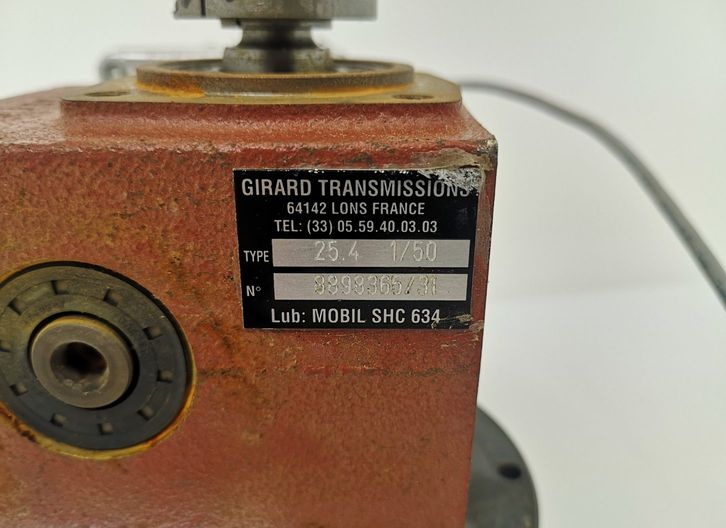 GIRARD TRANSMISSIONS
64142 LONS FRANCE
TEL: (33) 05.59.40.03.03
TYPE 25.4 1/50
N° 8898365/31
Lub: MOBIL SHC 634